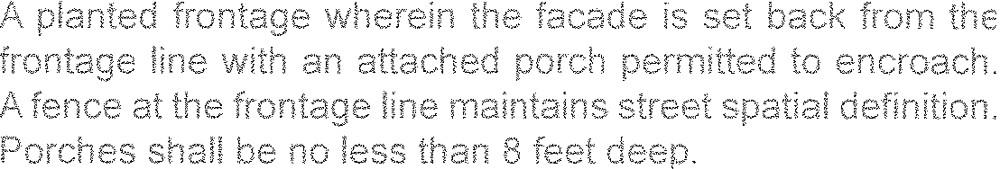 A planted frontage wherein the facade is set back from the
frontage line with an attached porch permitted to encroach.
A fence at the frontage line maintains street spatial definition.
Porches shall be no less than 8 feet deep.